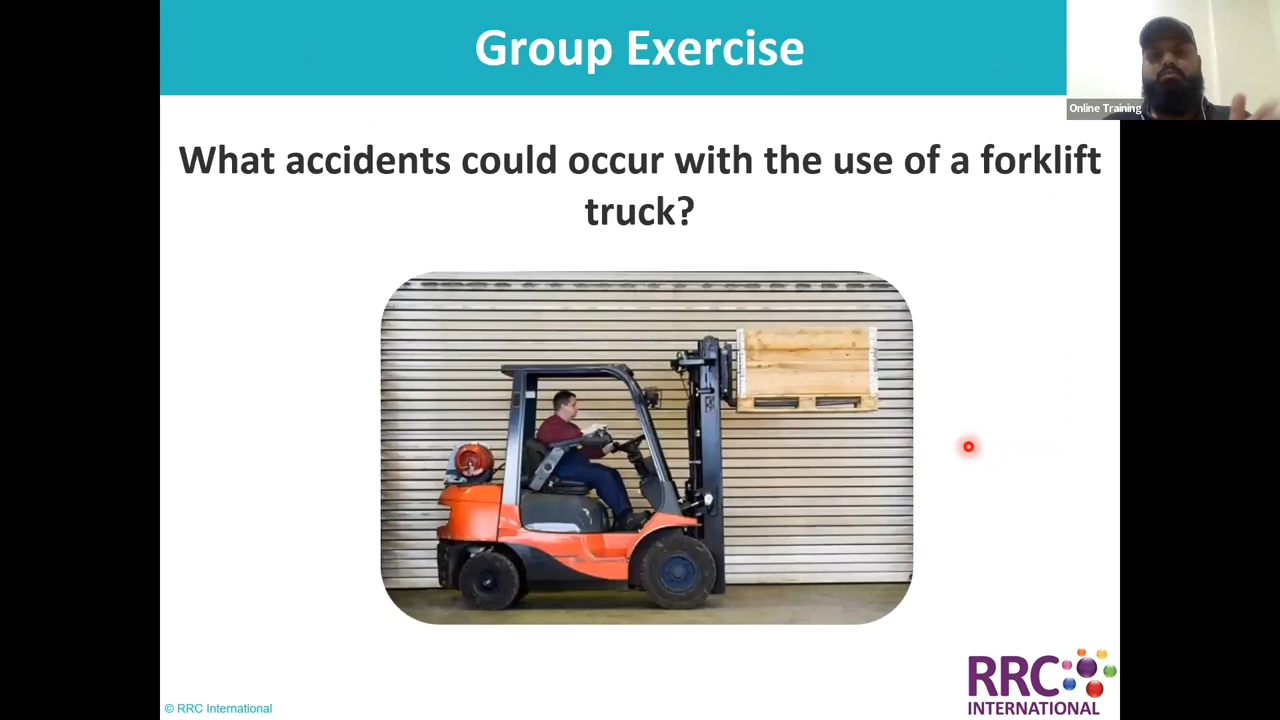 Group Exercise
Online Training
What accidents could occur with the use of a forklift
truck?
RRC
INTERNATIONAL
© RRC International